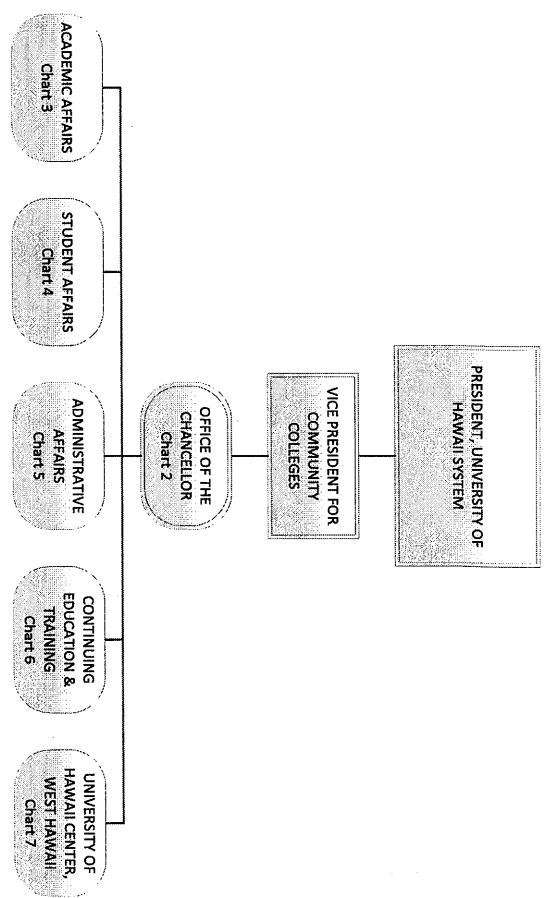 PRESIDENT, UNIVERSITY OF
HAWAII SYSTEM
VICE PRESIDENT FOR
COMMUNITY
COLLEGES
OFFICE OF THE
CHANCELLOR
Chart 2
ACADEMIC AFFAIRS
Chart 3
STUDENT AFFAIRS
Chart 4
ADMINISTRATIVE
AFFAIRS
Chart 5
CONTINUING
EDUCATION &
TRAINING
Chart 6
UNIVERSITY OF
HAWAII CENTER,
WEST HAWAII
Chart 7